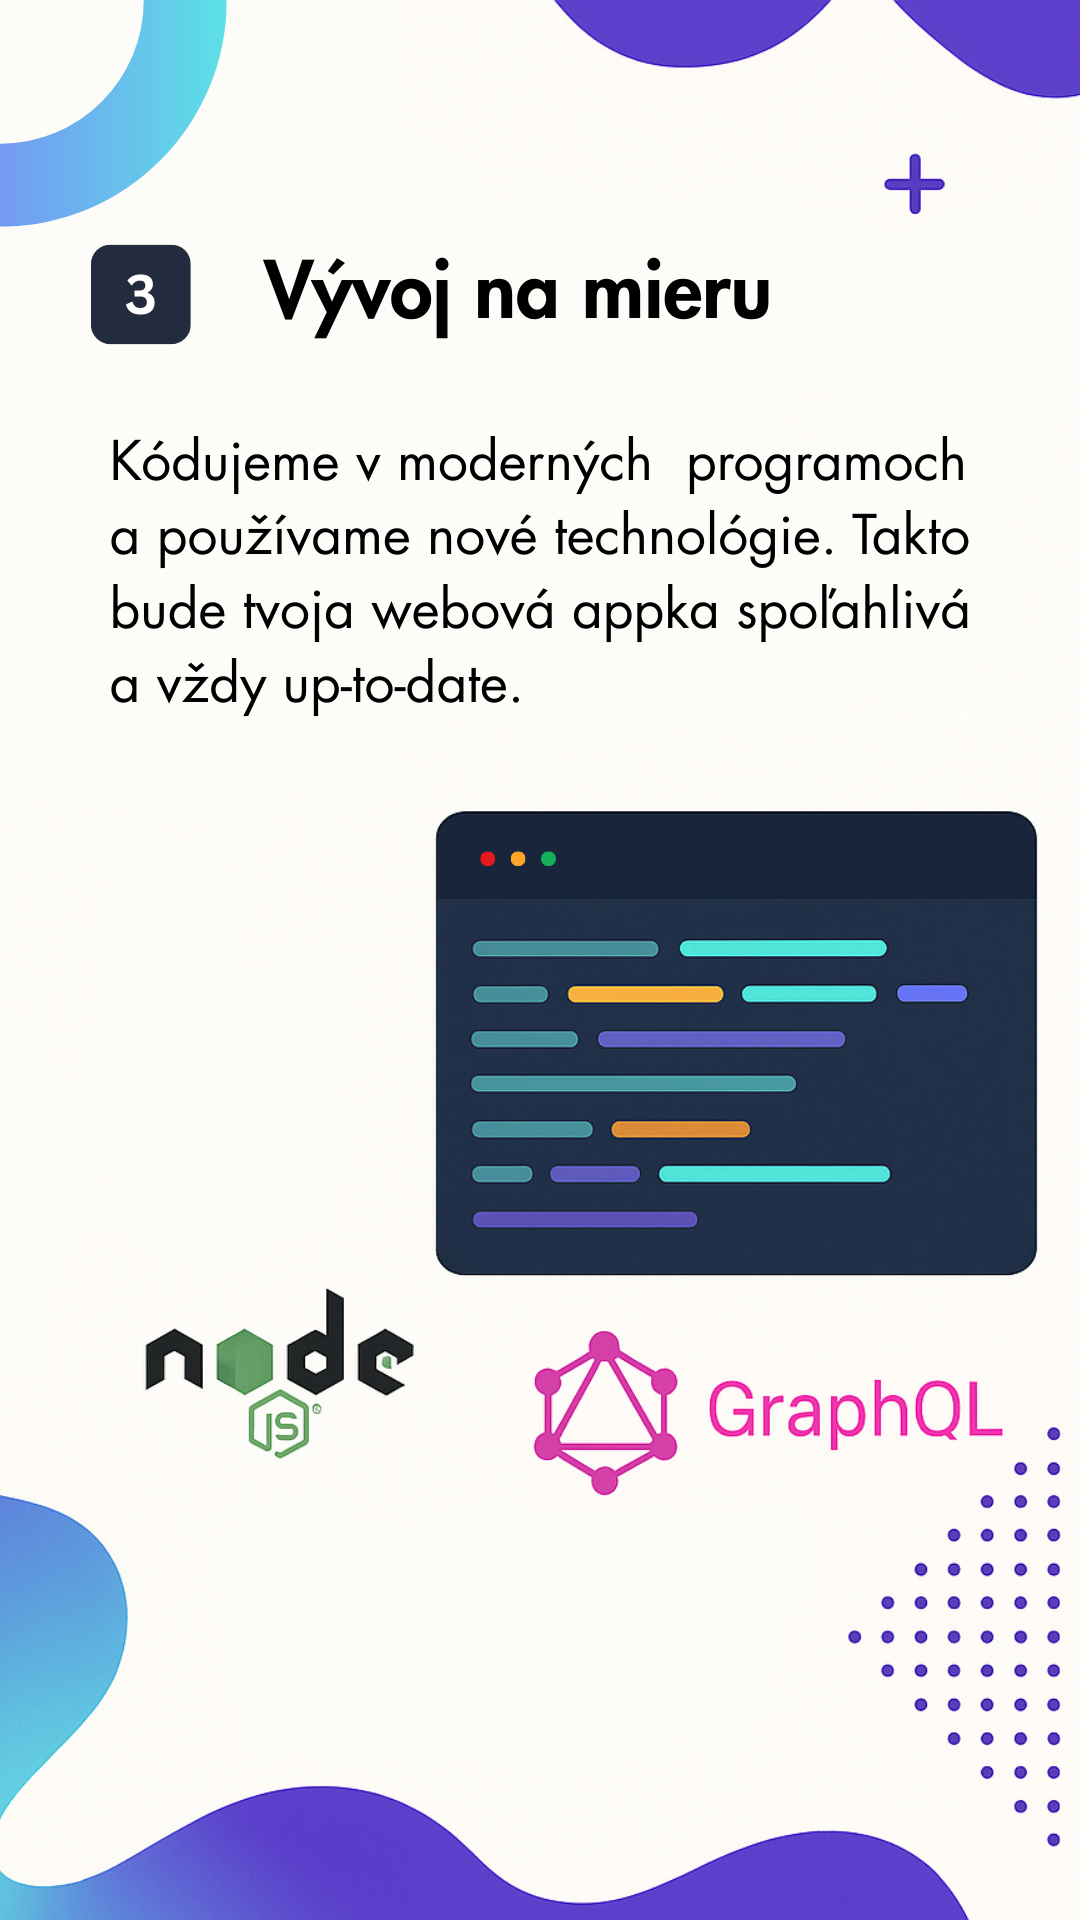 3
Vývoj na mieru
Kódujeme v moderných  programoch
a používame nové technológie. Takto
bude tvoja webová appka spoľahlivá
a vždy up-to-date.
node
JS®
GraphQL